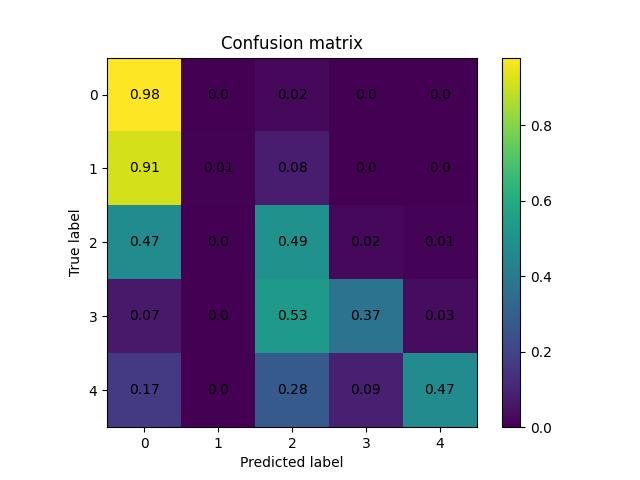 Confusion matrix
0 0.98 0.0 0.02 0.0 0.0
1 0.91 0.01 0.08 0.0 0.0
2 0.47 0.0 0.49 0.02 0.01
3 0.07 0.0 0.53 0.37 0.03
4 0.17 0.0 0.28 0.09 0.47
0 1 2 3 4
Predicted label
True label
0.8
0.6
0.4
0.2
0.0